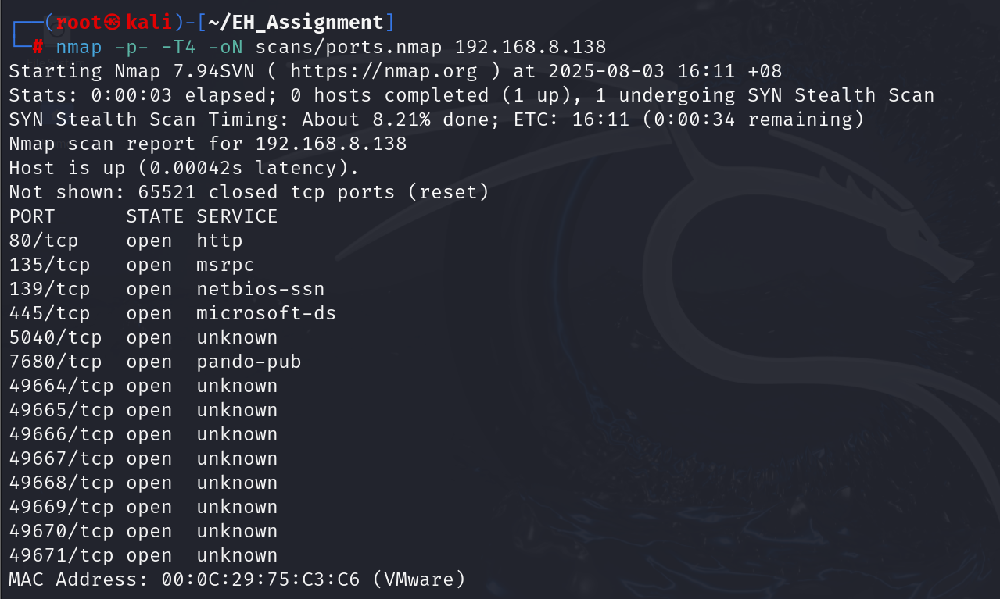 ┌──(root㉿kali)-[~/EH_Assignment]
└─# nmap -p- -T4 -oN scans/ports.nmap 192.168.8.138
Starting Nmap 7.94SVN ( https://nmap.org ) at 2025-08-03 16:11 +08
Stats: 0:00:03 elapsed; 0 hosts completed (1 up), 1 undergoing SYN Stealth Scan
SYN Stealth Scan Timing: About 8.21% done; ETC: 16:11 (0:00:34 remaining)
Nmap scan report for 192.168.8.138
Host is up (0.00042s latency).
Not shown: 65521 closed tcp ports (reset)
PORT      STATE SERVICE
80/tcp    open  http
135/tcp   open  msrpc
139/tcp   open  netbios-ssn
445/tcp   open  microsoft-ds
5040/tcp  open  unknown
7680/tcp  open  pando-pub
49664/tcp open  unknown
49665/tcp open  unknown
49666/tcp open  unknown
49667/tcp open  unknown
49668/tcp open  unknown
49669/tcp open  unknown
49670/tcp open  unknown
49671/tcp open  unknown
MAC Address: 00:0C:29:75:C3:C6 (VMware)